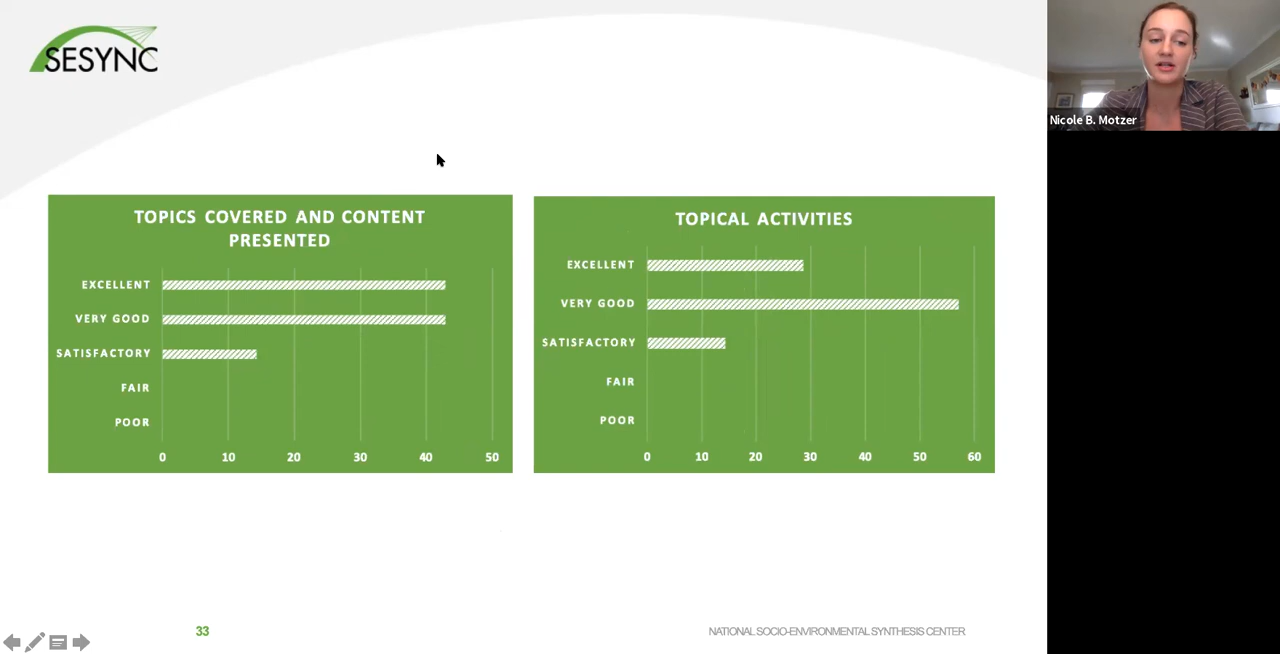 SESYNC
Nicole B. Motzer
TOPICS COVERED AND CONTENT
PRESENTED
EXCELLENT
VERY GOOD
SATISFACTORY
FAIR
POOR
0 10 20 30 40 50
TOPICAL ACTIVITIES
EXCELLENT
VERY GOOD
SATISFACTORY
FAIR
POOR
0 10 20 30 40 50 60
33
NATIONAL SOCIO-ENVIRONMENTAL SYNTHESIS CENTER